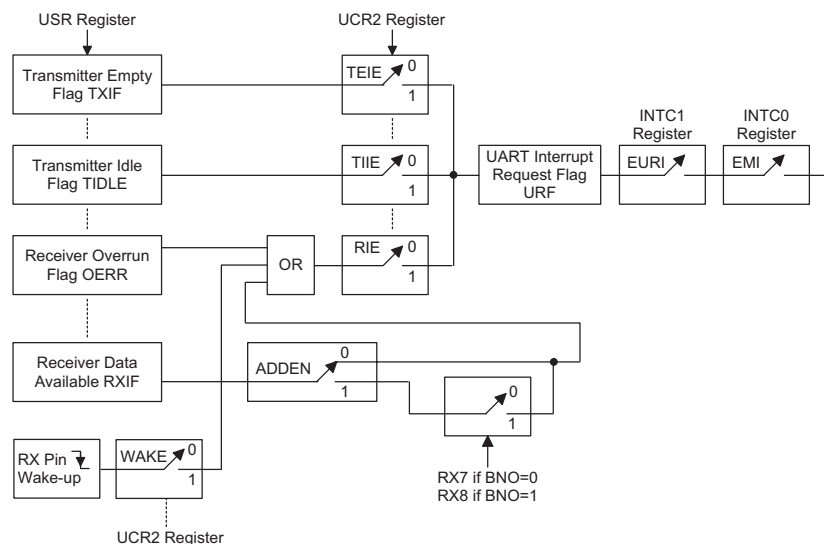 USR Register
UCR2 Register
Transmitter Empty
Flag TXIF
TEIE
0
1
INTC1
Register
INTC0
Register
Transmitter Idle
Flag TIDLE
TIIE
0
1
UART Interrupt
Request Flag
URF
EURI
EMI
Receiver Overrun
Flag OERR
OR
RIE
0
1
Receiver Data
Available RXIF
ADDEN
0
1
0
1
RX Pin
Wake-up
WAKE
0
1
RX7 if BNO=0
RX8 if BNO=1
UCR2 Register